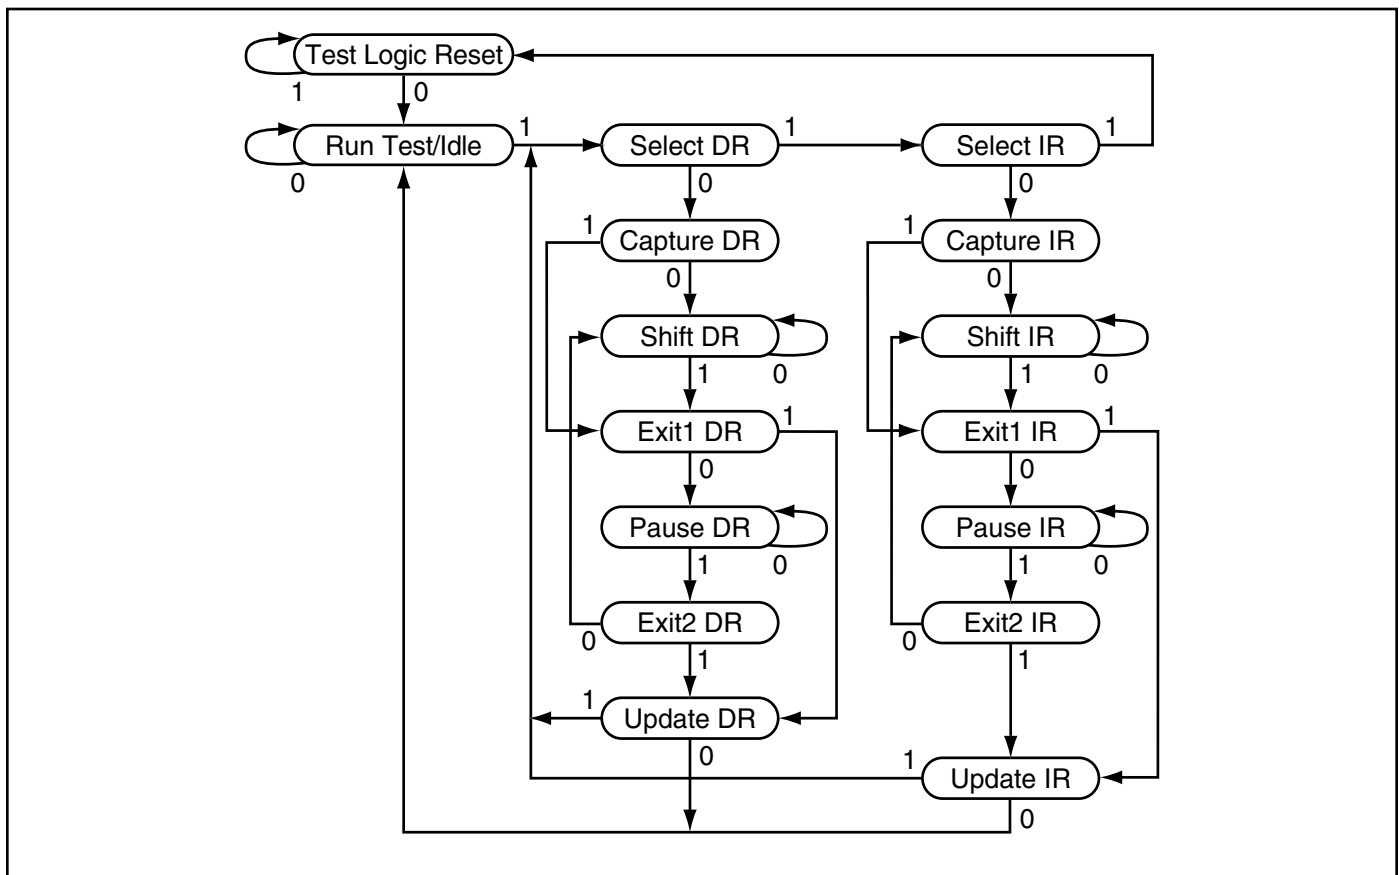 Test Logic Reset
1 0
Run Test/Idle 1 Select DR 1 Select IR 1
0 0 0
1 Capture DR 1 Capture IR
0 0
Shift DR Shift IR
1 0 1 0
Exit1 DR 1 Exit1 IR 1
0 0
Pause DR Pause IR
1 0 1 0
Exit2 DR Exit2 IR
0 1 0 1
1 Update DR
0 1
Update IR
0